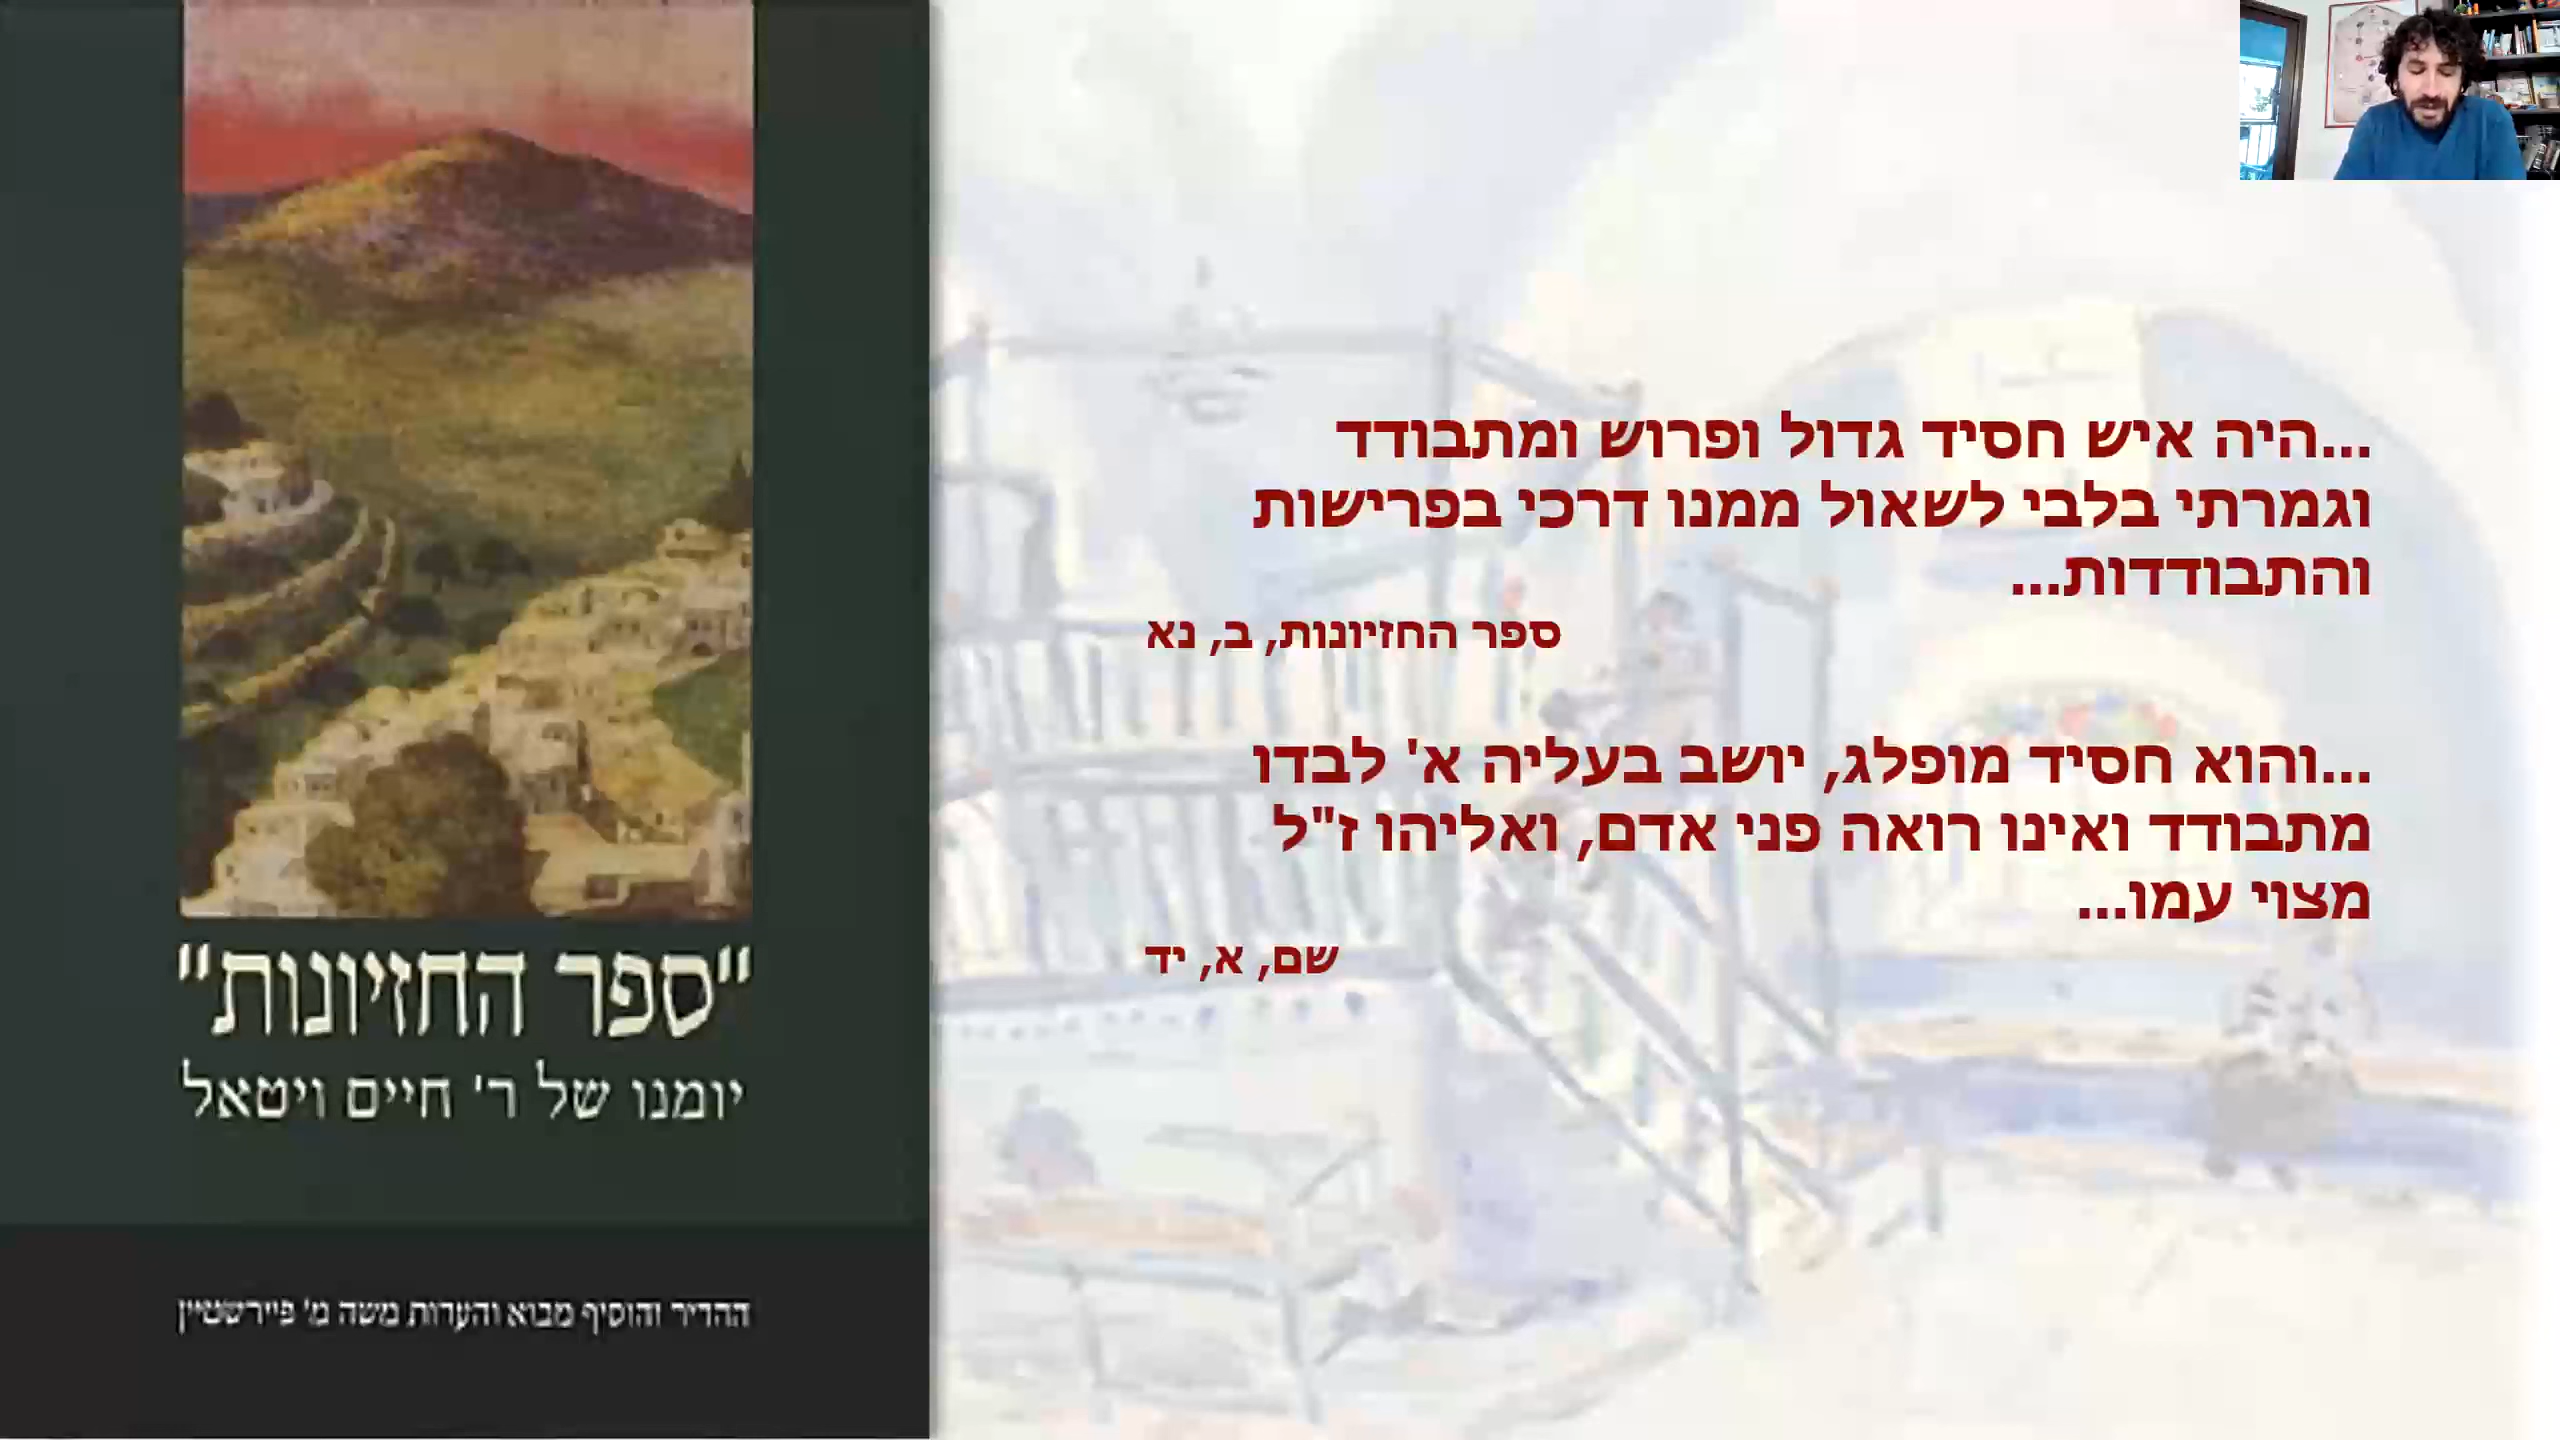 "ספר החזיונות"
יומנו של ר' חיים ויטאל
ההדיר והוסיף מבוא והערות משה מ' פיירשטיין
...היה איש חסיד גדול ופרוש ומתבודד
וגמרתי בלבי לשאול ממנו דרכי בפרישות
והתבודדות...
ספר החזיונות, ב, נא
...והוא חסיד מופלג, יושב בעליה א' לבדו
מתבודד ואינו רואה פני אדם, ואליהו ז"ל
מצוי עמו...
שם, א, יד